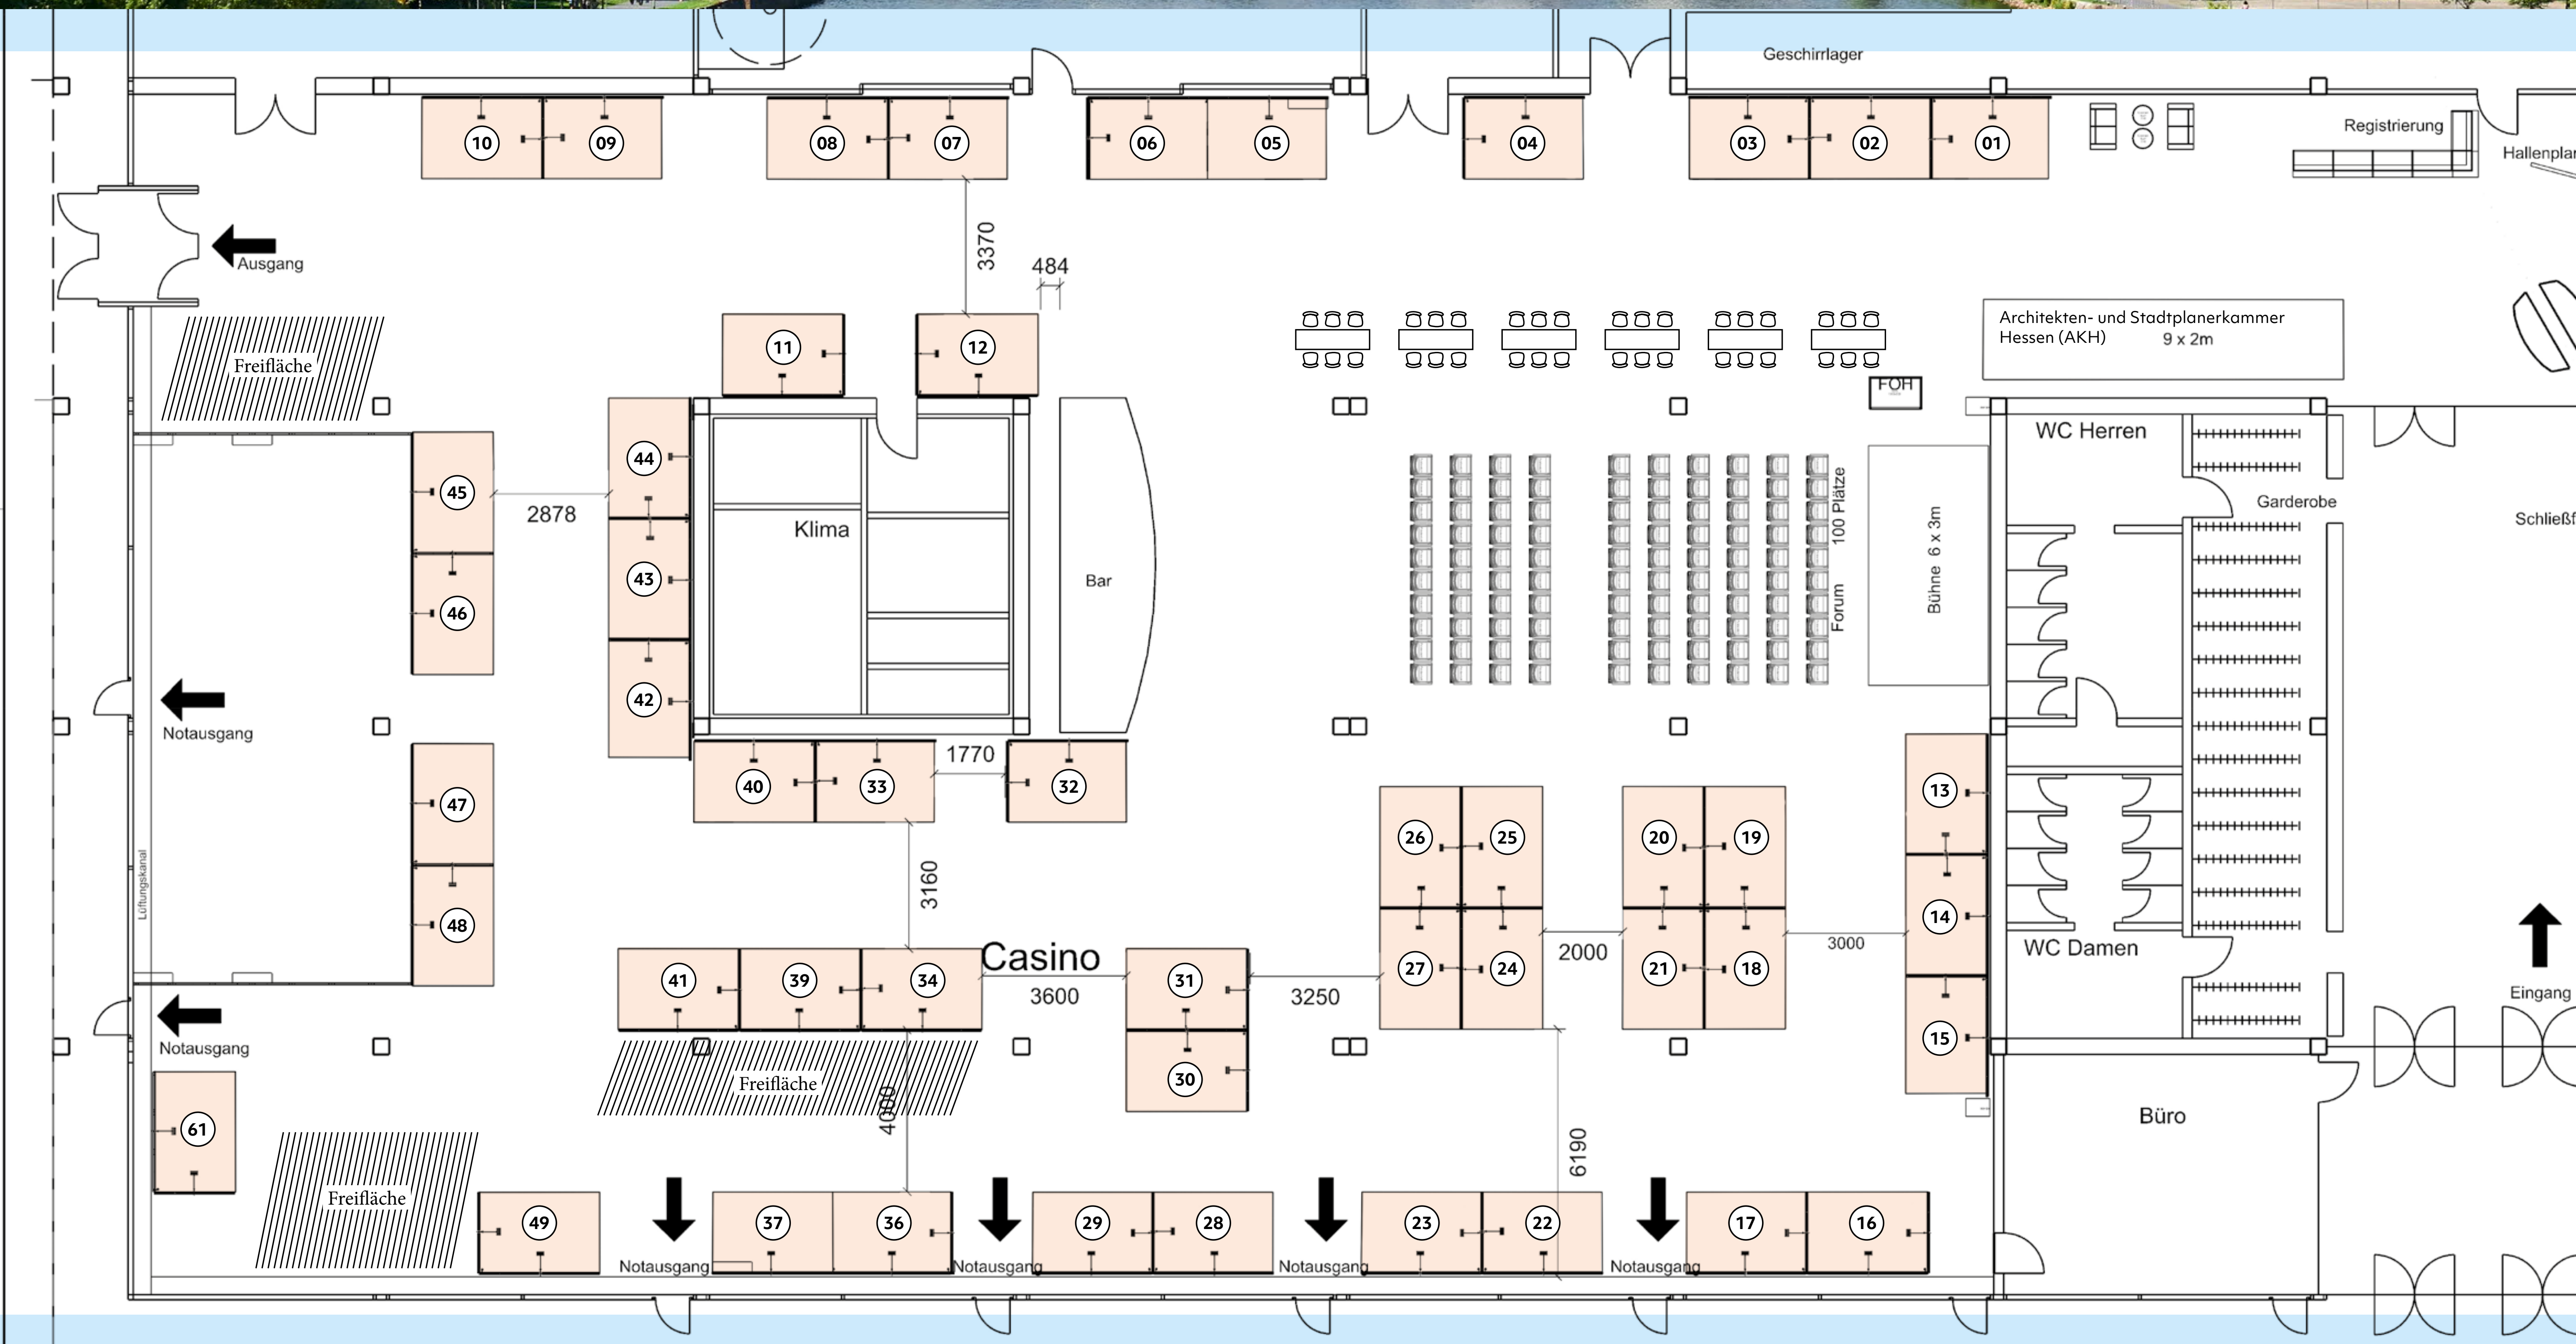 Geschirrlager
Registrierung
10
09
08
07
06
05
04
03
02
01
3370
484
Ausgang
Freifläche
11
12
Architekten- und Stadtplanerkammer
Hessen (AKH)
9 x 2m
FOH
WC Herren
44
45
2878
Klima
43
46
Bar
42
100 Plätze
Forum
Bühne 6 x 3m
Garderobe
Notausgang
40
33
1770
32
47
48
Lüftungskanal
3160
26
25
20
19
13
27
24
2000
21
18
3000
14
WC Damen
15
41
39
34
Casino
3600
31
3250
30
Eingang
Notausgang
Freifläche
4000
6190
Büro
61
Freifläche
49
Notausgang
37
36
Notausgang
29
28
Notausgang
23
22
Notausgang
17
16